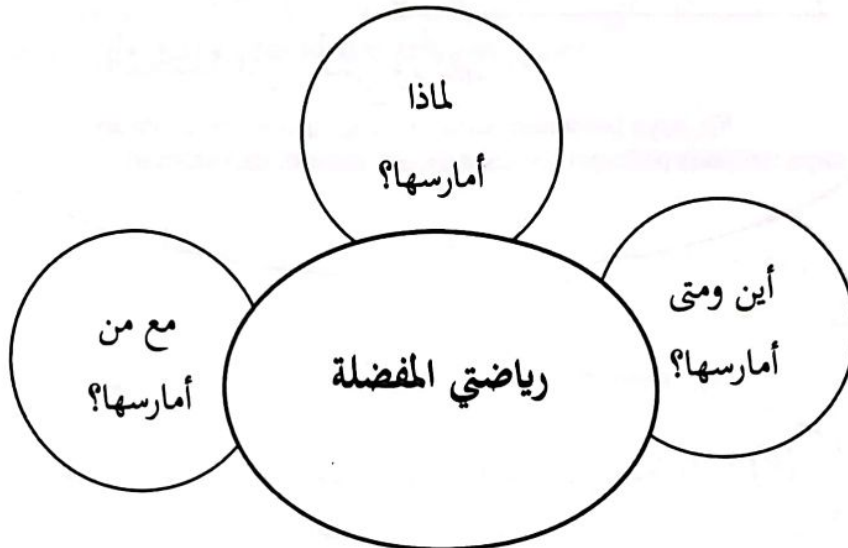 لماذا
أمارسها؟
أين ومتى
أمارسها؟
رياضتي المفضلة
مع من
أمارسها؟